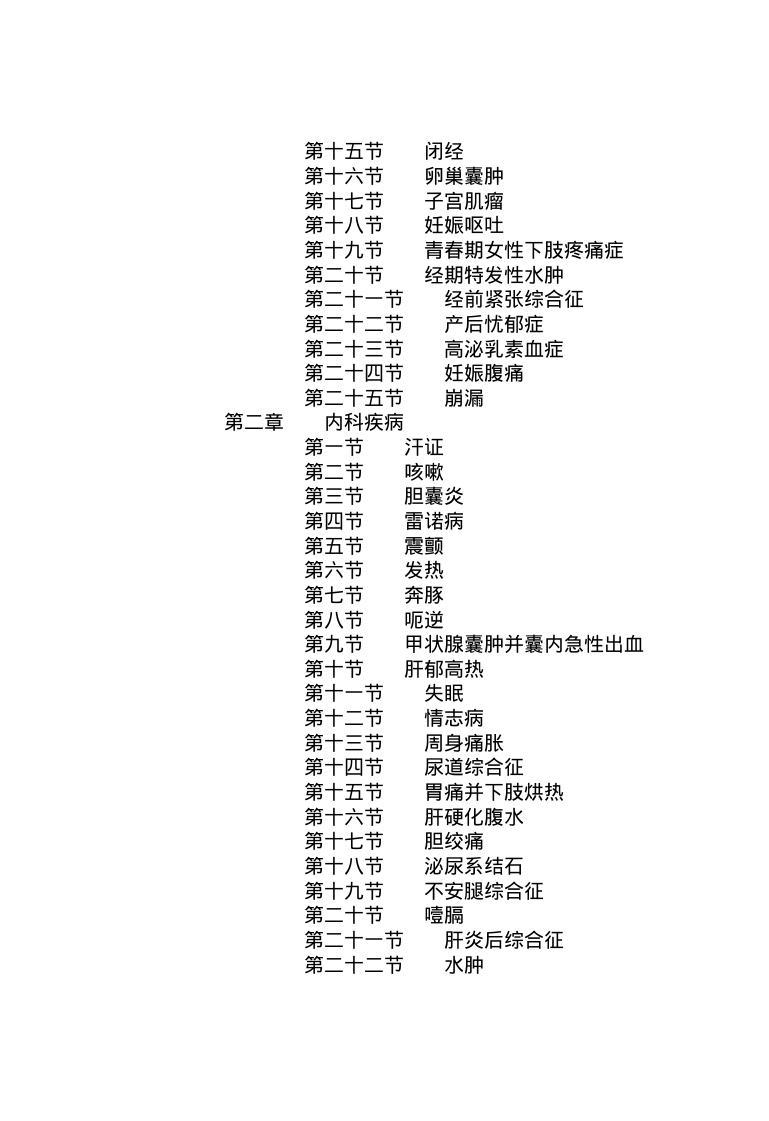 第十五节　　闭经
第十六节　　卵巢囊肿
第十七节　　子宫肌瘤
第十八节　　妊娠呕吐
第十九节　　青春期女性下肢疼痛症
第二十节　　经期特发性水肿
第二十一节　　经前紧张综合征
第二十二节　　产后忧郁症
第二十三节　　高泌乳素血症
第二十四节　　妊娠腹痛
第二十五节　　崩漏
第二章　　内科疾病
第一节　　汗证
第二节　　咳嗽
第三节　　胆囊炎
第四节　　雷诺病
第五节　　震颤
第六节　　发热
第七节　　奔豚
第八节　　呃逆
第九节　　甲状腺囊肿并囊内急性出血
第十节　　肝郁高热
第十一节　　失眠
第十二节　　情志病
第十三节　　周身痛胀
第十四节　　尿道综合征
第十五节　　胃痛并下肢烘热
第十六节　　肝硬化腹水
第十七节　　胆绞痛
第十八节　　泌尿系结石
第十九节　　不安腿综合征
第二十节　　噎膈
第二十一节　　肝炎后综合征
第二十二节　　水肿